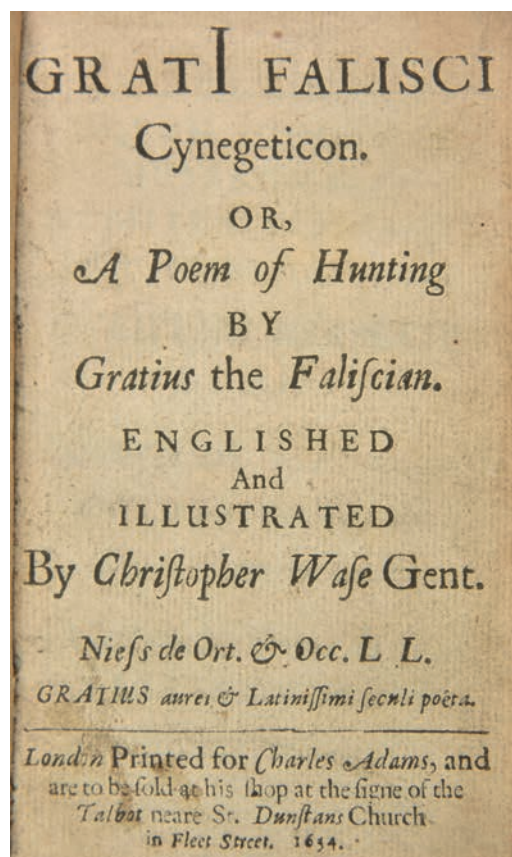 GRATI FALISCI
Cynegeticon.
OR,
A Poem of Hunting
BY
Gratius the Faliſcian.
ENGLISHED
And
ILLUSTRATED
By Chriſtopher Waſe Gent.
Nieſs de Ort. & Occ. L L.
GRATIUS aurei & Latiniſſimi ſeculi poëta.
London Printed for Charles Adams, and
are to be ſold at his ſhop at the ſigne of the
Talbot neare St. Dunſtans Church
in Fleet Street. 1654.